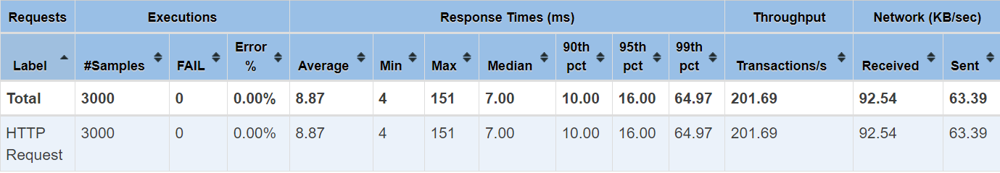 Requests Executions Response Times (ms) Throughput Network (KB/sec)
Label #Samples FAIL Error % Average Min Max Median 90th pct 95th pct 99th pct Transactions/s Received Sent
Total 3000 0 0.00% 8.87 4 151 7.00 10.00 16.00 64.97 201.69 92.54 63.39
HTTP Request 3000 0 0.00% 8.87 4 151 7.00 10.00 16.00 64.97 201.69 92.54 63.39